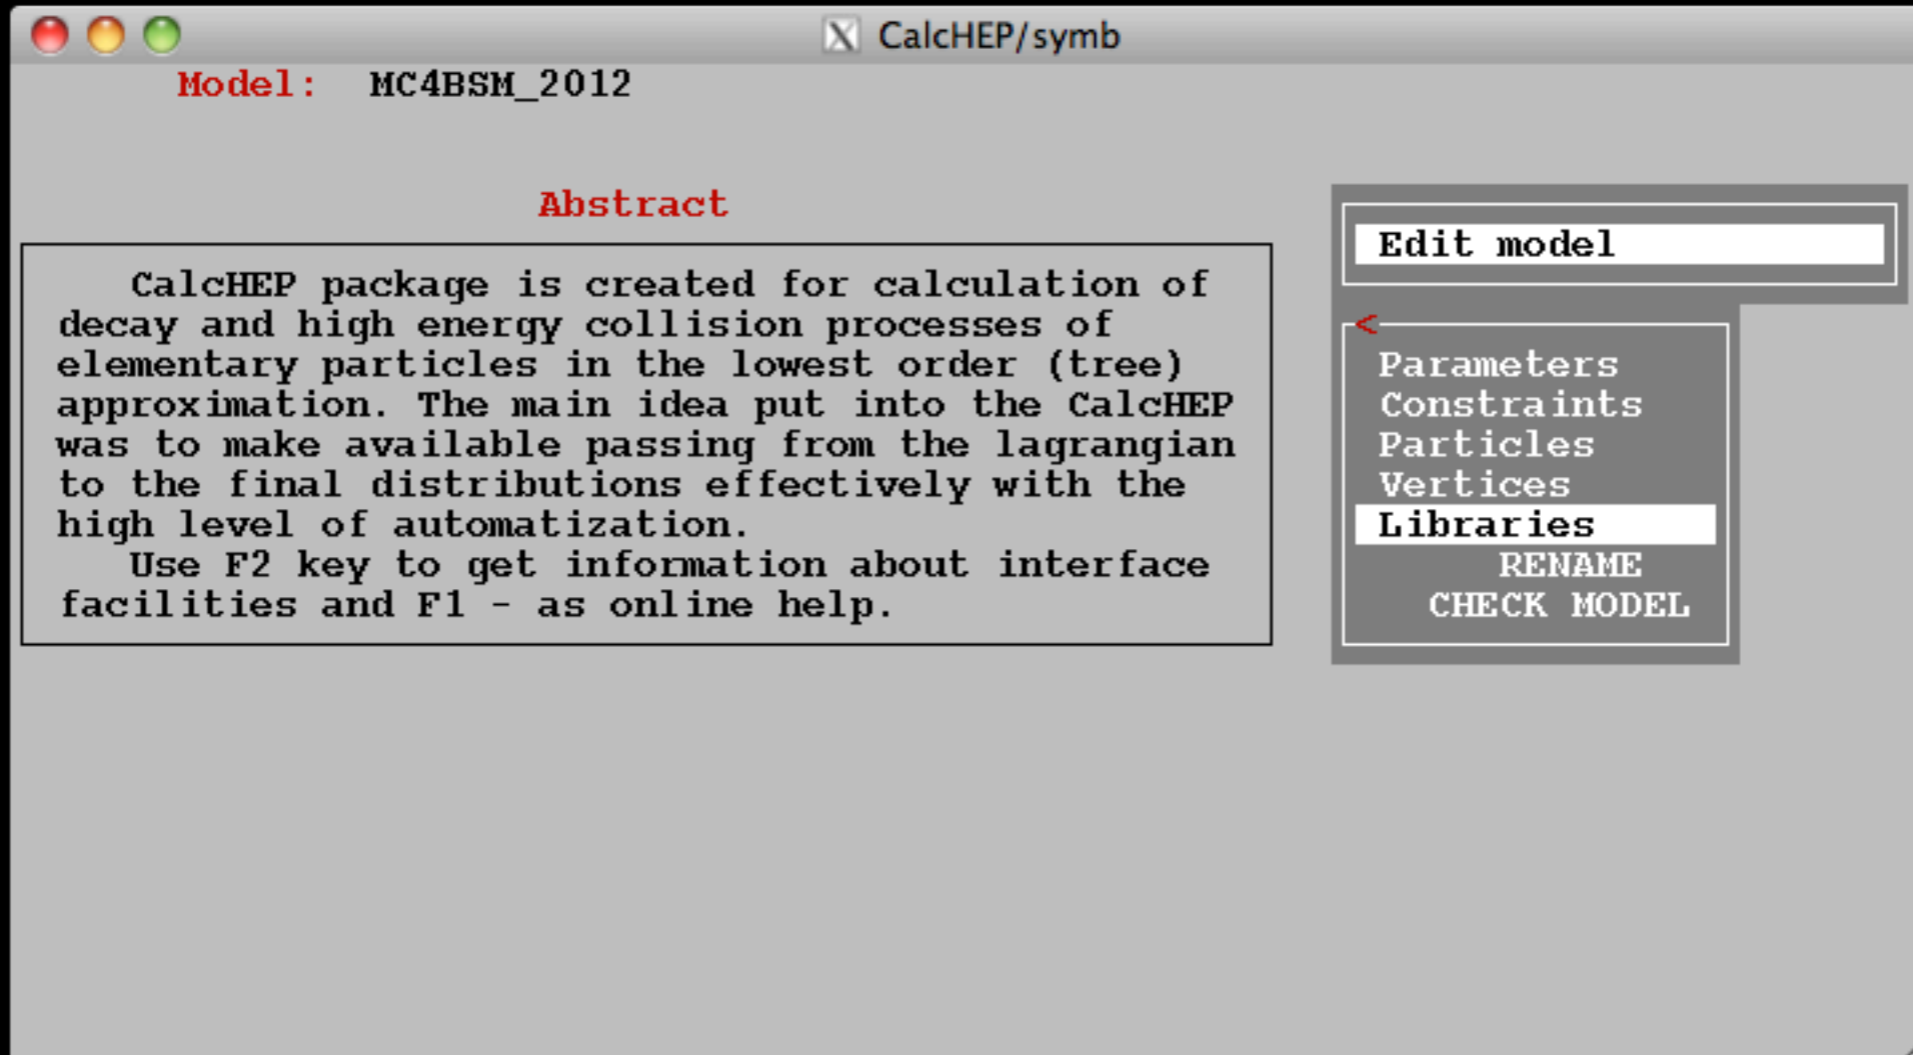 CalcHEP/symb
Model: MC4BSM_2012
Abstract
CalcHEP package is created for calculation of
decay and high energy collision processes of
elementary particles in the lowest order (tree)
approximation. The main idea put into the CalcHEP
was to make available passing from the lagrangian
to the final distributions effectively with the
high level of automatization.
Use F2 key to get information about interface
facilities and F1 - as online help.
Edit model
<
Parameters
Constraints
Particles
Vertices
Libraries
RENAME
CHECK MODEL